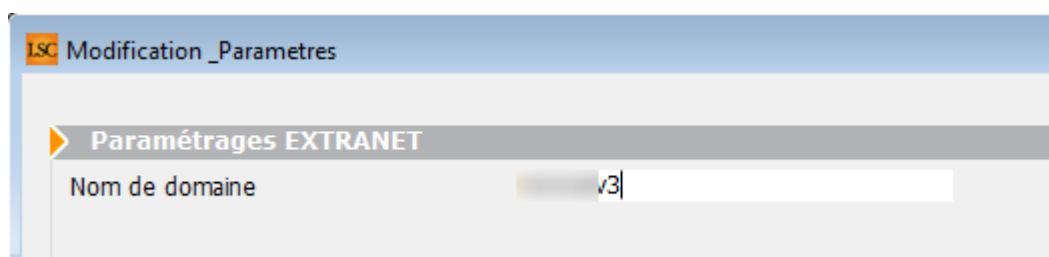 LSC Modification _Parametres
Paramétrages EXTRANET
Nom de domaine v3